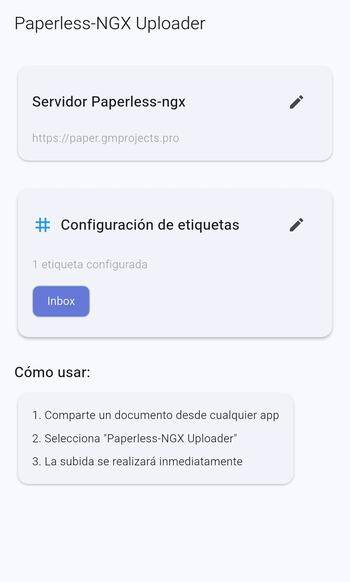 Paperless-NGX Uploader
Servidor Paperless-ngx
https://paper.gmprojects.pro
Configuración de etiquetas
1 etiqueta configurada
Inbox
Cómo usar:
1. Comparte un documento desde cualquier app
2. Selecciona "Paperless-NGX Uploader"
3. La subida se realizará inmediatamente